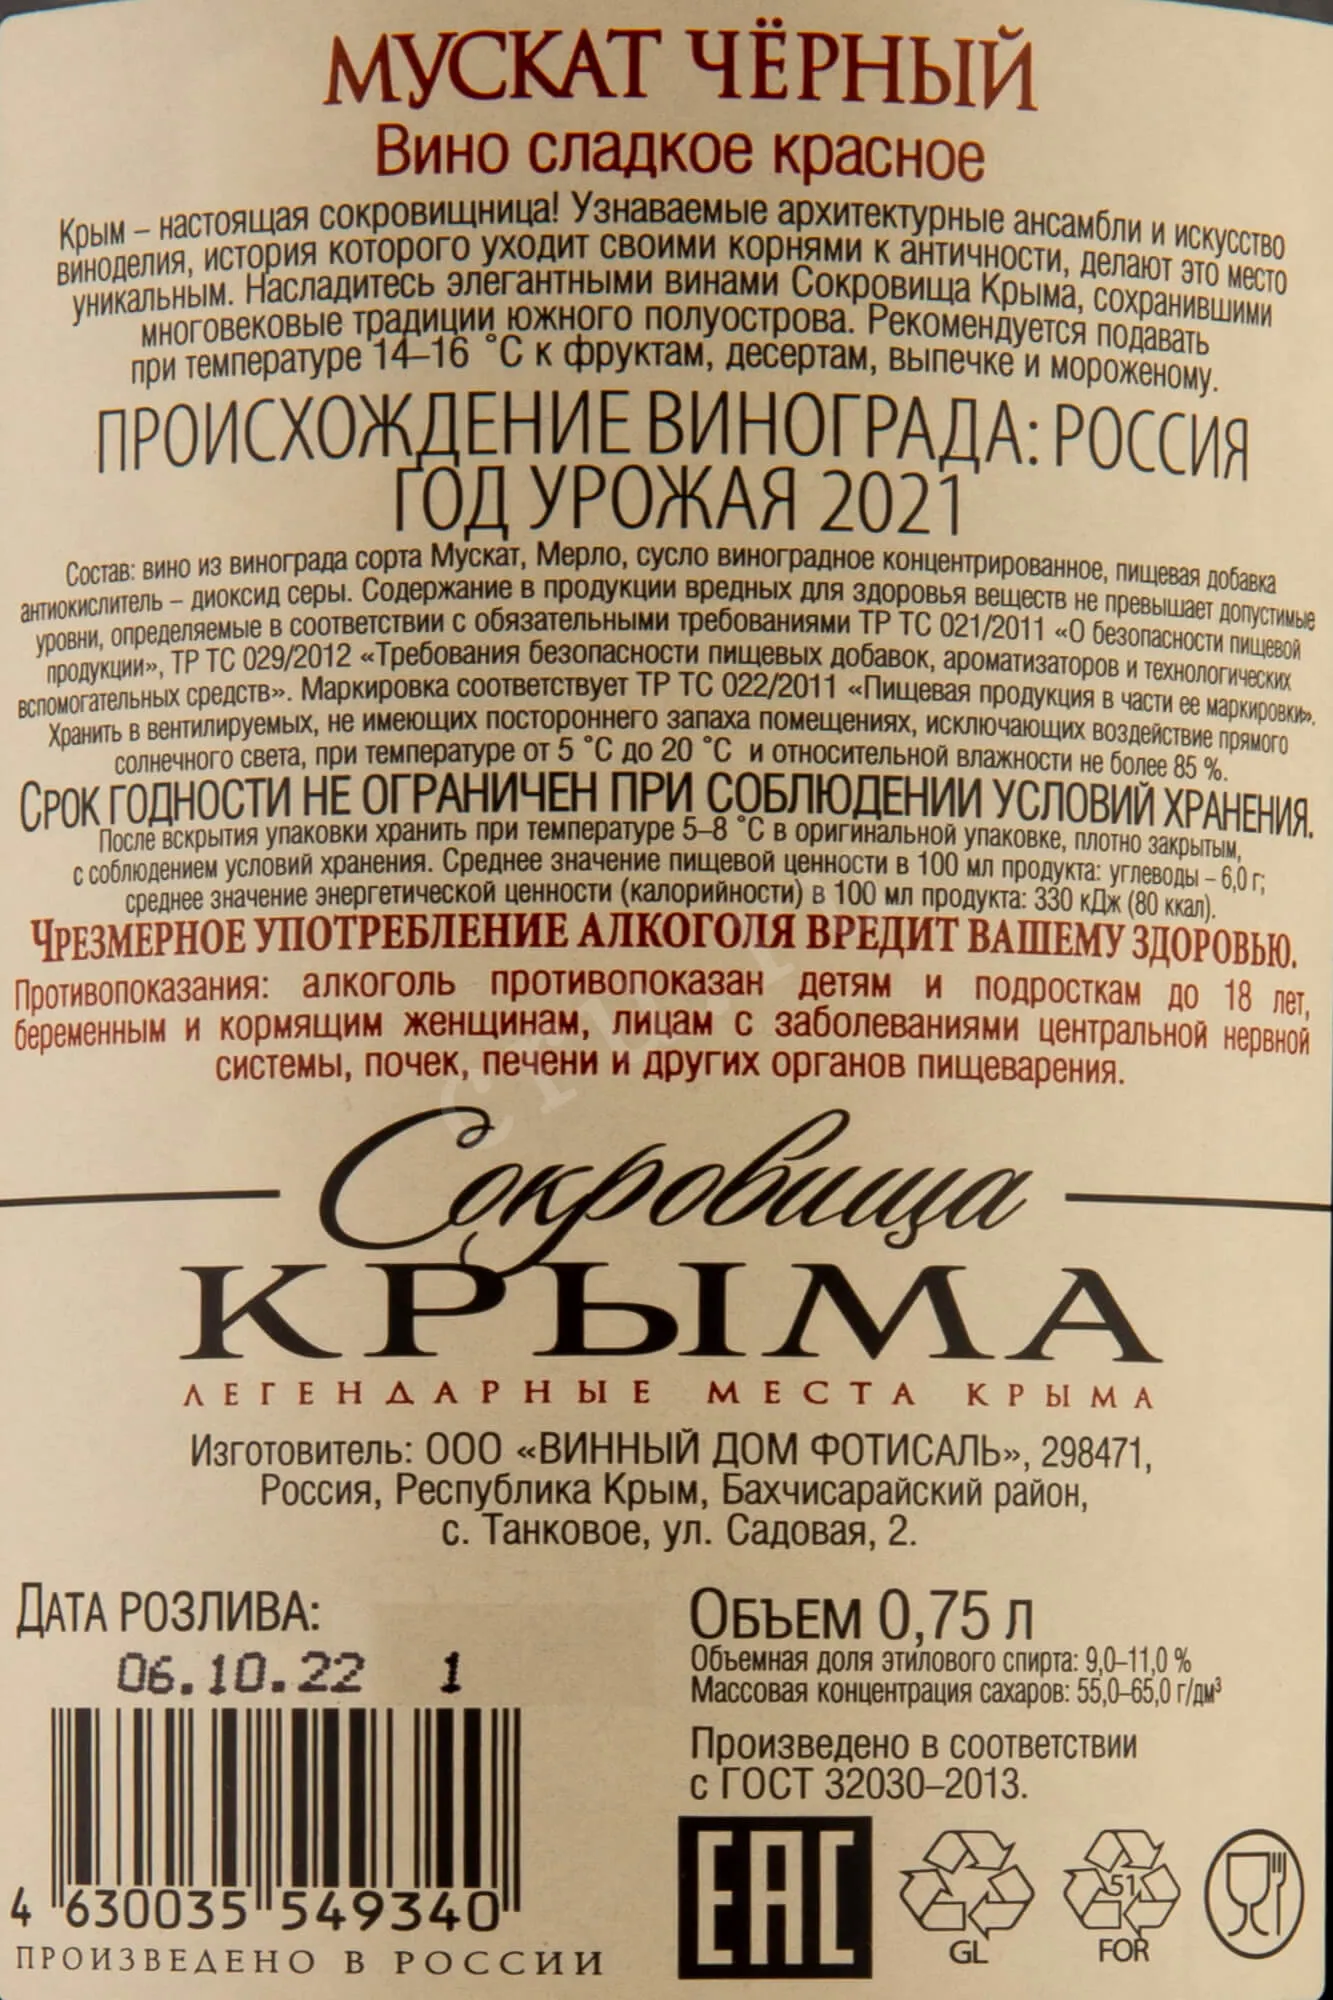 МУСКАТ ЧЁРНЫЙ
Вино сладкое красное
Крым – настоящая сокровищница! Узнаваемые архитектурные ансамбли и искусство
виноделия, история которого уходит своими корнями к античности, делают это место
уникальным. Насладитесь элегантными винами Сокровища Крыма, сохранившими
многовековые традиции южного полуострова. Рекомендуется подавать
при температуре 14–16 °С к фруктам, десертам, выпечке и мороженому.
ПРОИСХОЖДЕНИЕ ВИНОГРАДА: РОССИЯ
ГОД УРОЖАЯ 2021
Состав: вино из винограда сорта Мускат, Мерло, сусло виноградное концентрированное, пищевая добавка
антиокислитель – диоксид серы. Содержание в продукции вредных для здоровья веществ не превышает допустимые
уровни, определяемые в соответствии с обязательными требованиями ТР ТС 021/2011 «О безопасности пищевой
продукции», ТР ТС 029/2012 «Требования безопасности пищевых добавок, ароматизаторов и технологических
вспомогательных средств». Маркировка соответствует ТР ТС 022/2011 «Пищевая продукция в части ее маркировки».
Хранить в вентилируемых, не имеющих постороннего запаха помещениях, исключающих воздействие прямого
солнечного света, при температуре от 5 °С до 20 °С и относительной влажности не более 85 %.
СРОК ГОДНОСТИ НЕ ОГРАНИЧЕН ПРИ СОБЛЮДЕНИИ УСЛОВИЙ ХРАНЕНИЯ.
После вскрытия упаковки хранить при температуре 5–8 °С в оригинальной упаковке, плотно закрытым,
с соблюдением условий хранения. Среднее значение пищевой ценности в 100 мл продукта: углеводы – 6,0 г;
среднее значение энергетической ценности (калорийности) в 100 мл продукта: 330 кДж (80 ккал).
ЧРЕЗМЕРНОЕ УПОТРЕБЛЕНИЕ АЛКОГОЛЯ ВРЕДИТ ВАШЕМУ ЗДОРОВЬЮ.
Противопоказания: алкоголь противопоказан детям и подросткам до 18 лет,
беременным и кормящим женщинам, лицам с заболеваниями центральной нервной
системы, почек, печени и других органов пищеварения.
Сокровища
КРЫМА
ЛЕГЕНДАРНЫЕ МЕСТА КРЫМА
Изготовитель: ООО «ВИННЫЙ ДОМ ФОТИСАЛЬ», 298471,
Россия, Республика Крым, Бахчисарайский район,
с. Танковое, ул. Садовая, 2.
ДАТА РОЗЛИВА:
06.10.22 1
4 630035 549340
ПРОИЗВЕДЕНО В РОССИИ
ОБЪЕМ 0,75 Л
Объемная доля этилового спирта: 9,0–11,0 %
Массовая концентрация сахаров: 55,0–65,0 г/дм³
Произведено в соответствии
с ГОСТ 32030–2013.
EAC
GL
51
FOR